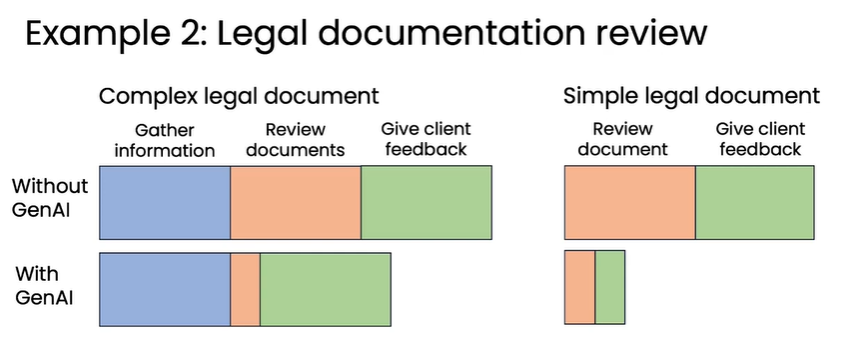 Example 2: Legal documentation review
Complex legal document
Simple legal document
Gather
information
Review
documents
Give client
feedback
Review
document
Give client
feedback
Without
GenAI
With
GenAI